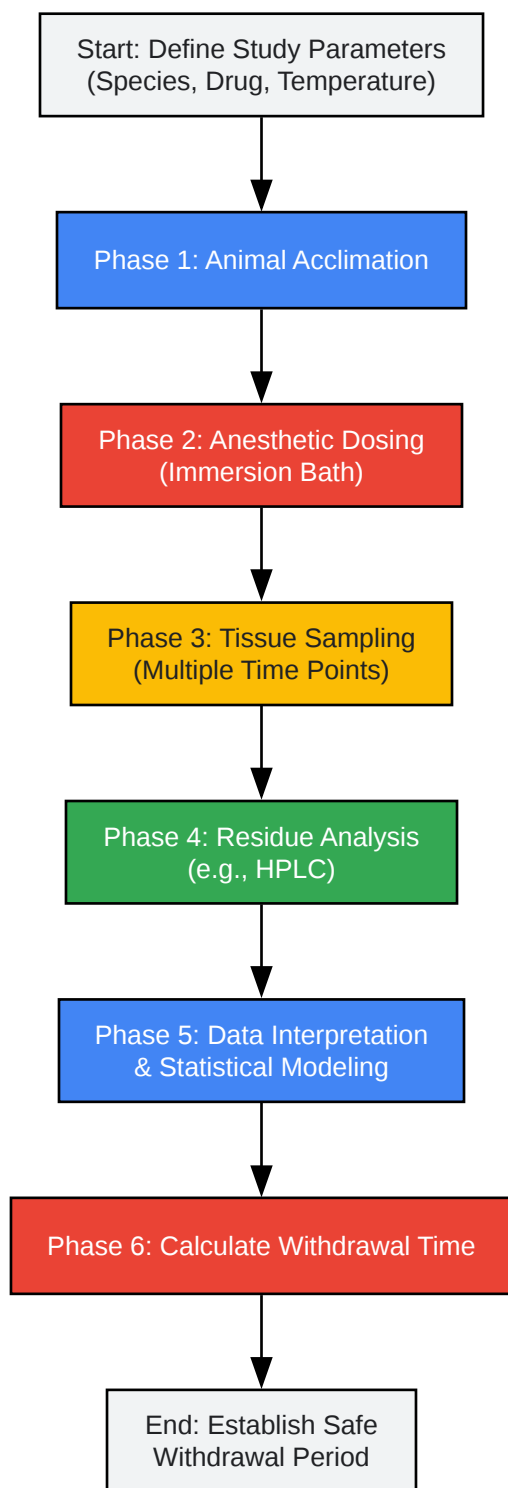 Start: Define Study Parameters
(Species, Drug, Temperature)
Phase 1: Animal Acclimation
Phase 2: Anesthetic Dosing
(Immersion Bath)
Phase 3: Tissue Sampling
(Multiple Time Points)
Phase 4: Residue Analysis
(e.g., HPLC)
Phase 5: Data Interpretation
& Statistical Modeling
Phase 6: Calculate Withdrawal Time
End: Establish Safe
Withdrawal Period